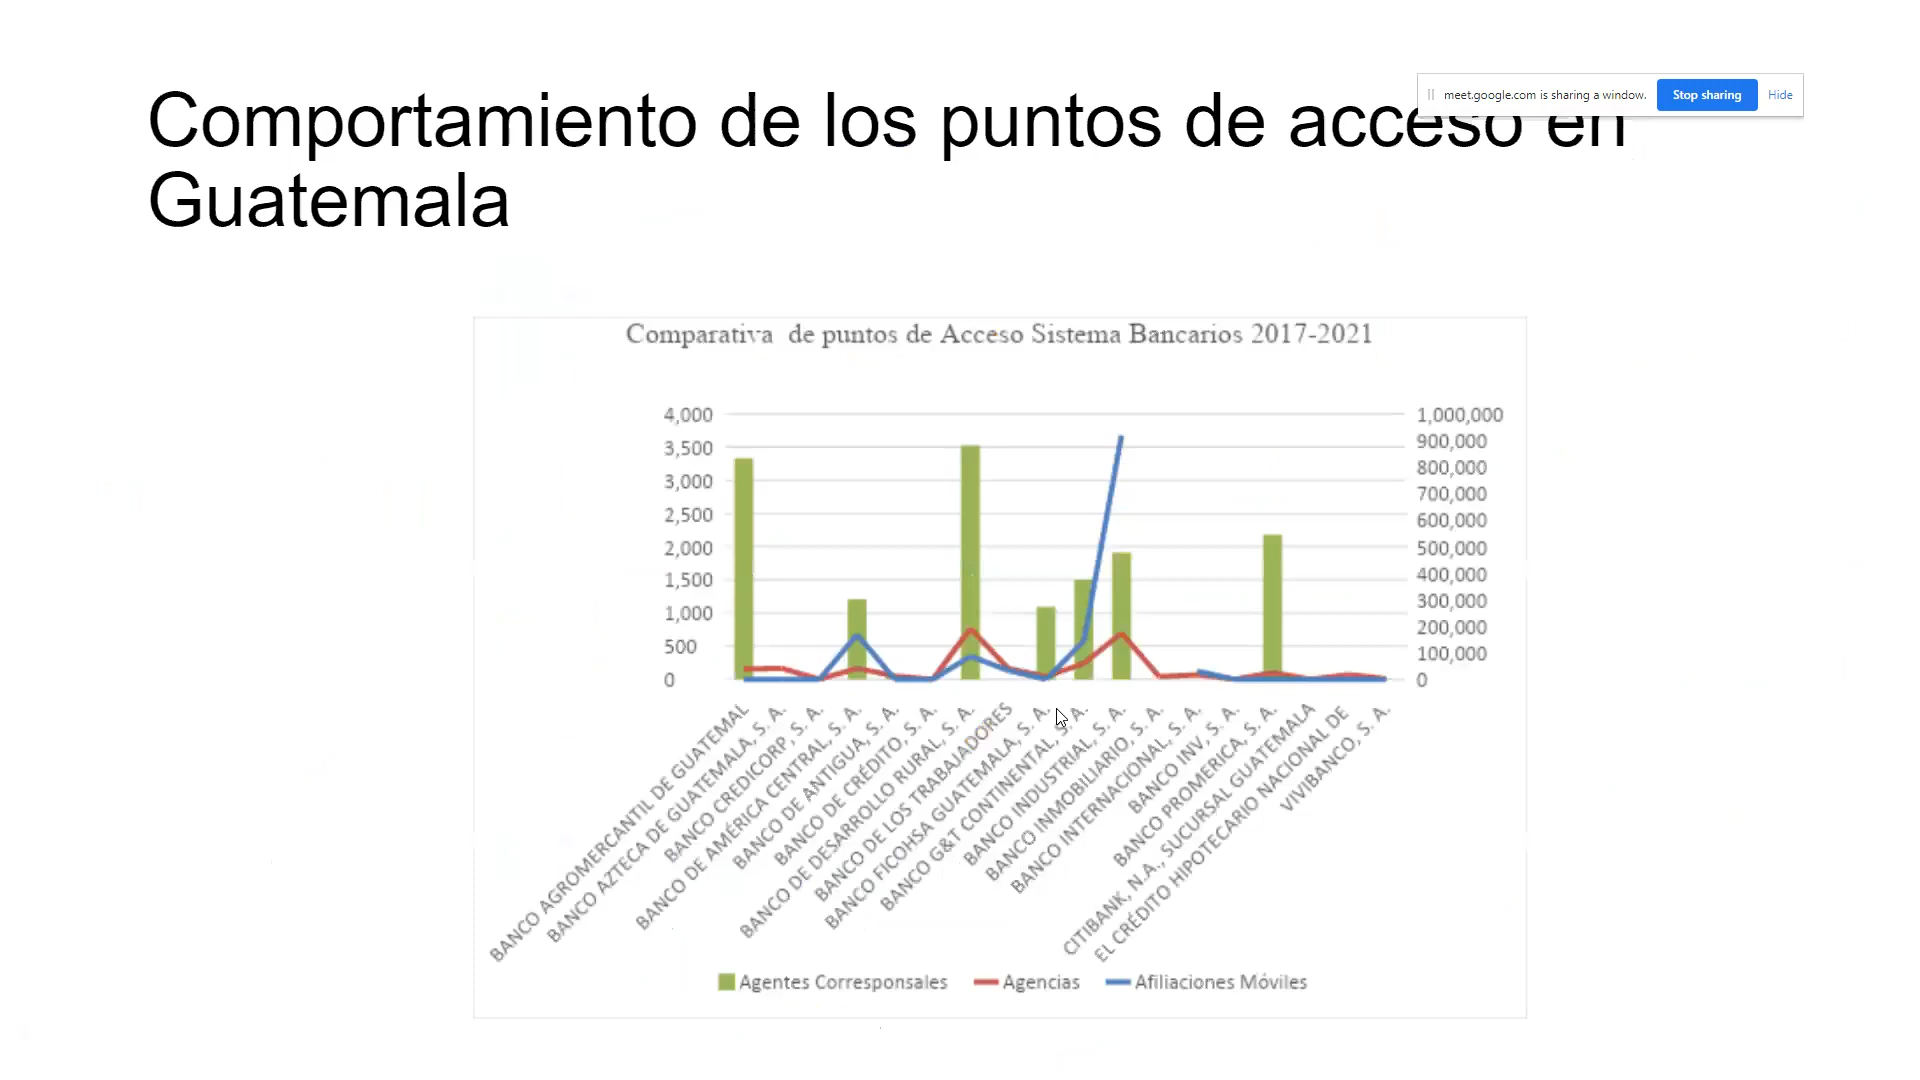 meet.google.com is sharing a window. Stop sharing Hide
Comportamiento de los puntos de acceso en
Guatemala
Comparativa de puntos de Acceso Sistema Bancarios 2017-2021
4,000
3,500
3,000
2,500
2,000
1,500
1,000
500
0
1,000,000
900,000
800,000
700,000
600,000
500,000
400,000
300,000
200,000
100,000
0
BANCO AGROMERCANTIL DE GUATEMAL
BANCO AZTECA DE GUATEMALA, S. A.
BANCO CREDICORP, S. A.
BANCO DE AMÉRICA CENTRAL, S. A.
BANCO DE ANTIGUA, S. A.
BANCO DE CRÉDITO, S. A.
BANCO DE DESARROLLO RURAL, S. A.
BANCO DE LOS TRABAJADORES
BANCO FICOHSA GUATEMALA, S. A.
BANCO G&T CONTINENTAL, S. A.
BANCO INDUSTRIAL, S. A.
BANCO INMOBILIARIO, S. A.
BANCO INTERNACIONAL, S. A.
BANCO INV, S. A.
BANCO PROMERICA, S. A.
CITIBANK, N.A., SUCURSAL GUATEMALA
EL CRÉDITO HIPOTECARIO NACIONAL DE
VIVIBANCO, S. A.
Agentes Corresponsales Agencias Afiliaciones Móviles